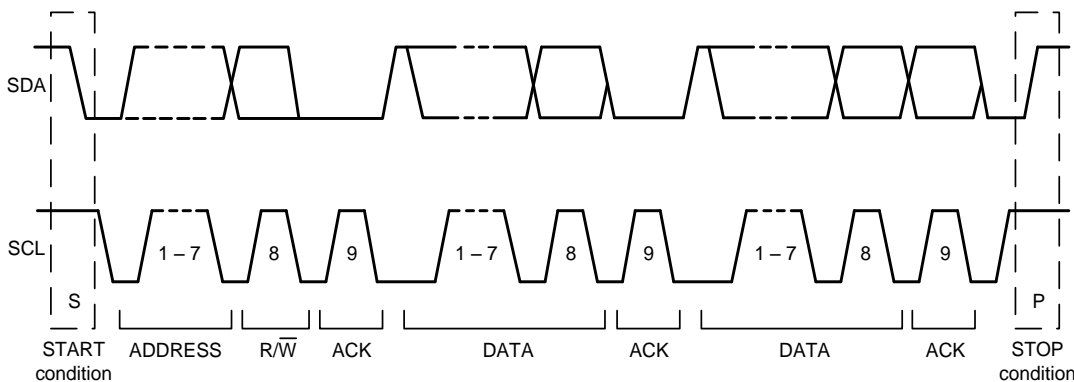 SDA
SCL
1 – 7
8
9
1 – 7
8
9
1 – 7
8
9
S
P
START
condition
ADDRESS
R/W̅
ACK
DATA
ACK
DATA
ACK
STOP
condition